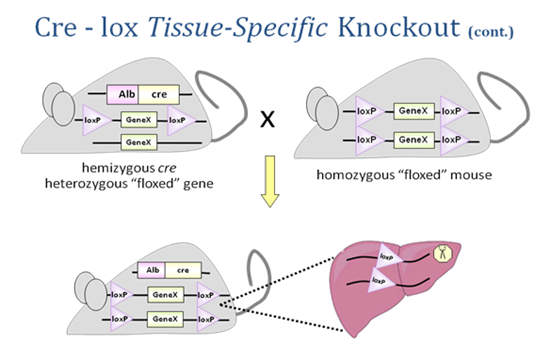 Cre - lox Tissue-Specific Knockout (cont.)
Alb cre
loxP GeneX loxP
GeneX
hemizygous cre
heterozygous “floxed” gene
X
loxP GeneX loxP
loxP GeneX loxP
homozygous “floxed” mouse
Alb cre
loxP GeneX loxP
loxP GeneX loxP
loxP
loxP